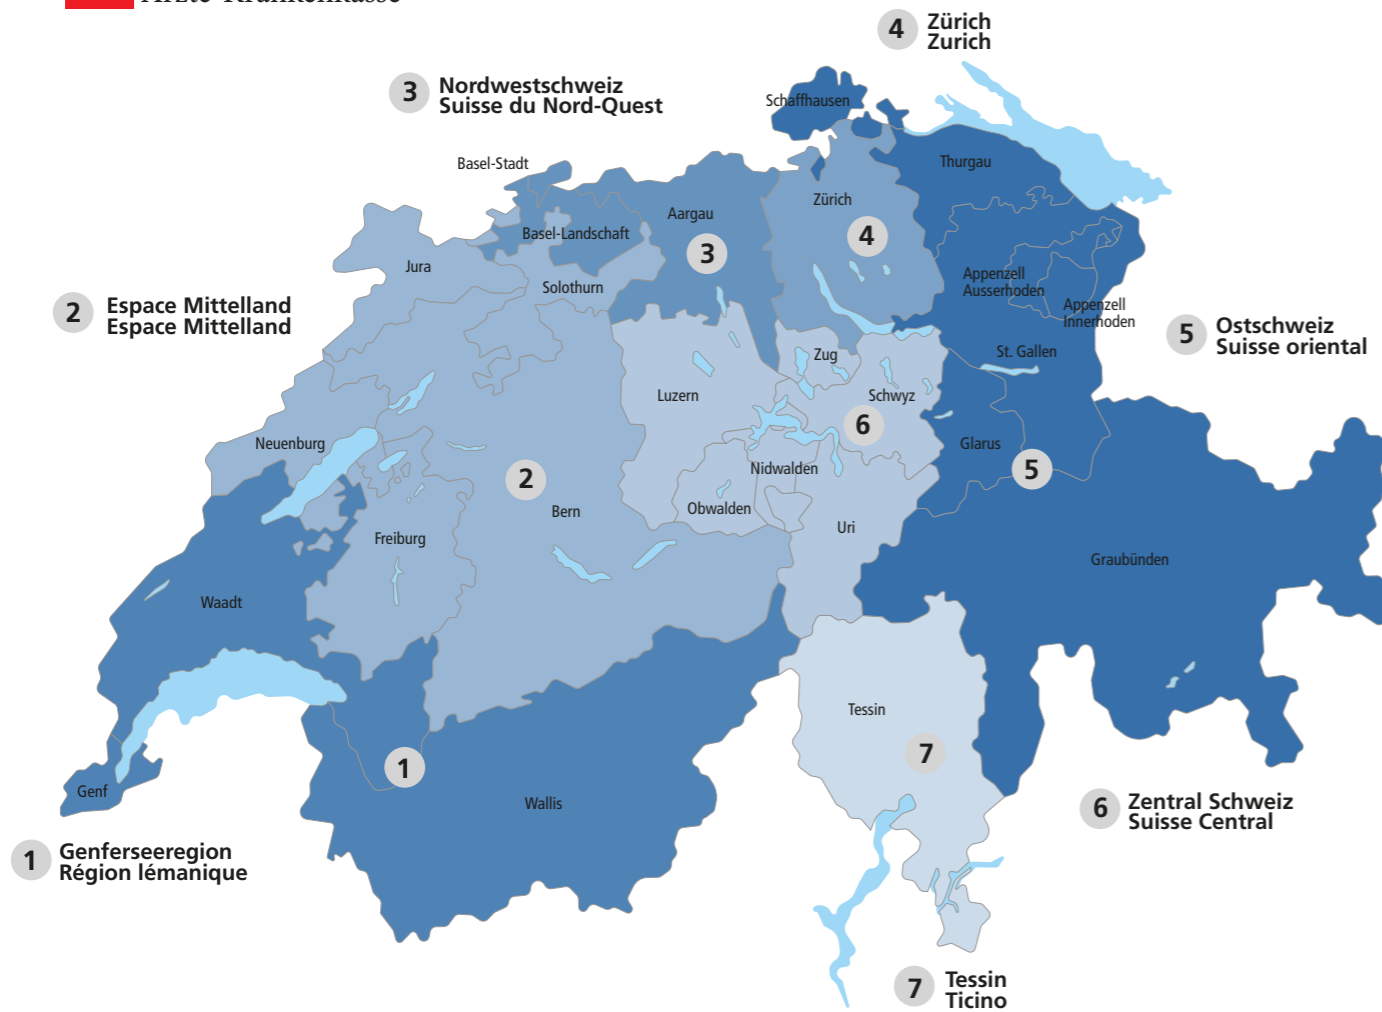 Ärzte-Krankenkasse
4 Zürich
Zurich
3 Nordwestschweiz
Suisse du Nord-Quest
Schaffhausen
Basel-Stadt
Thurgau
Aargau
Zürich
Basel-Landschaft
4
3
Jura
Appenzell
Ausserhoden
Solothurn
2 Espace Mittelland
Espace Mittelland
Appenzell
Innerhoden
5 Ostschweiz
Suisse oriental
Zug
St. Gallen
Luzern
Schwyz
6
Neuenburg
Glarus
Nidwalden
5
2
Obwalden
Bern
Uri
Freiburg
Graubünden
Waadt
Tessin
7
1
Genf
Wallis
6 Zentral Schweiz
Suisse Central
1 Genferseeregion
Région lémanique
7 Tessin
Ticino